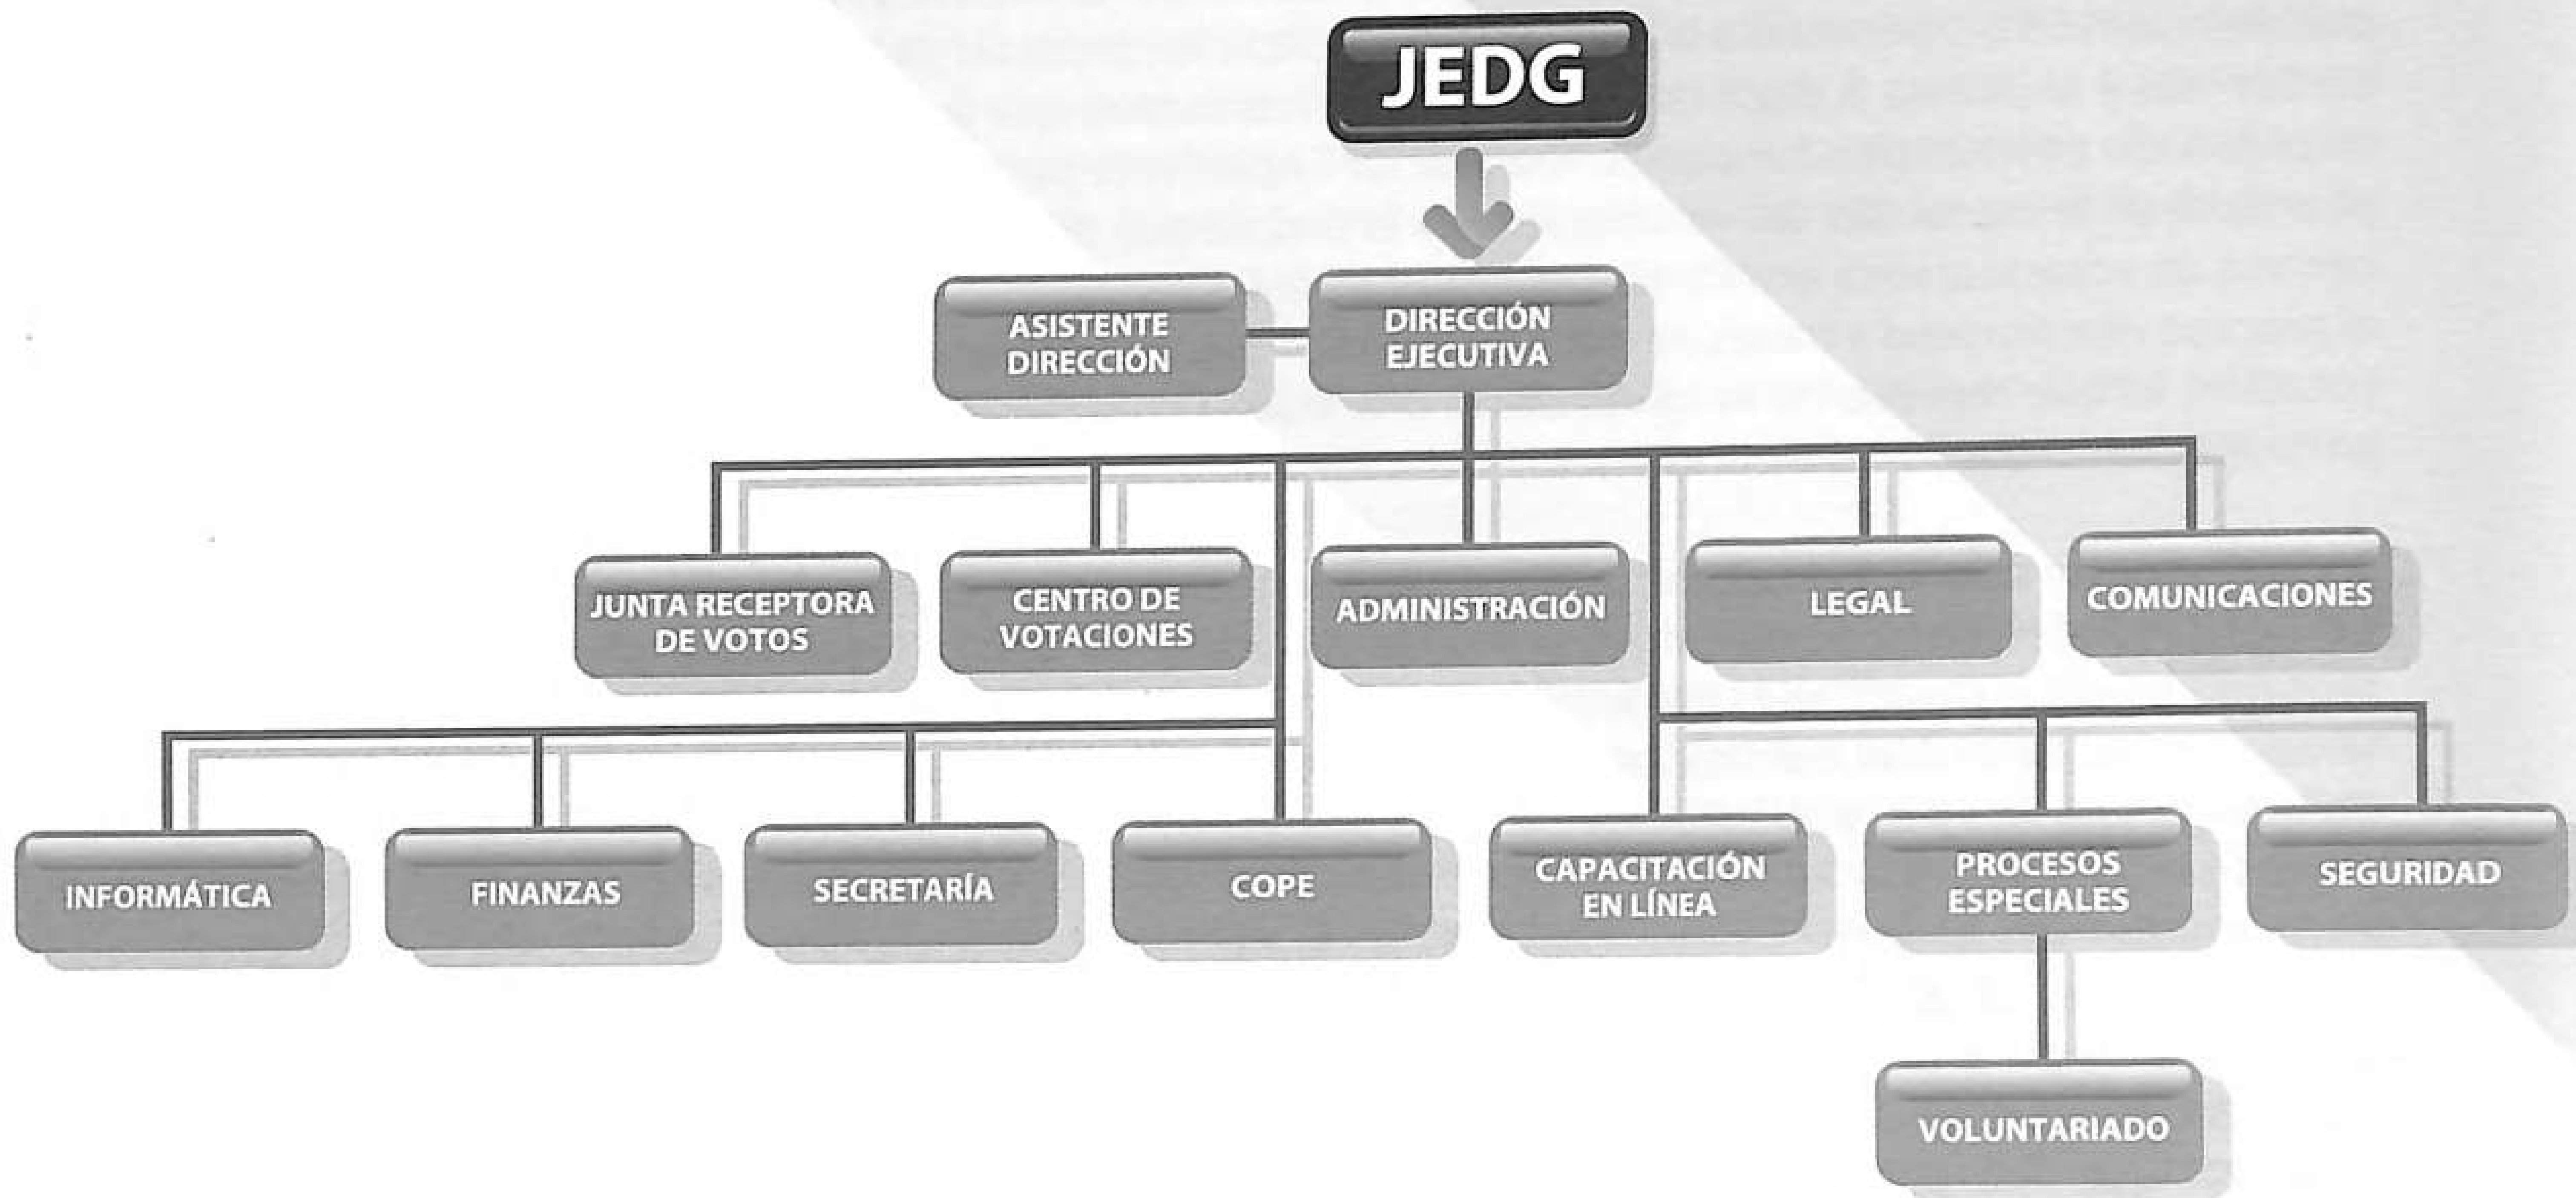 JEDG
ASISTENTE
DIRECCIÓN
DIRECCIÓN
EJECUTIVA
JUNTA RECEPTORA
DE VOTOS
CENTRO DE
VOTACIONES
ADMINISTRACIÓN
LEGAL
COMUNICACIONES
INFORMÁTICA
FINANZAS
SECRETARÍA
COPE
CAPACITACIÓN
EN LÍNEA
PROCESOS
ESPECIALES
SEGURIDAD
VOLUNTARIADO